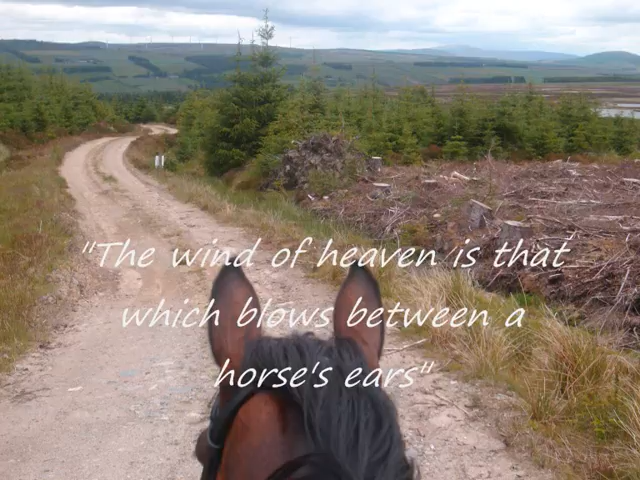 "The wind of heaven is that
which blows between a
horse's ears"